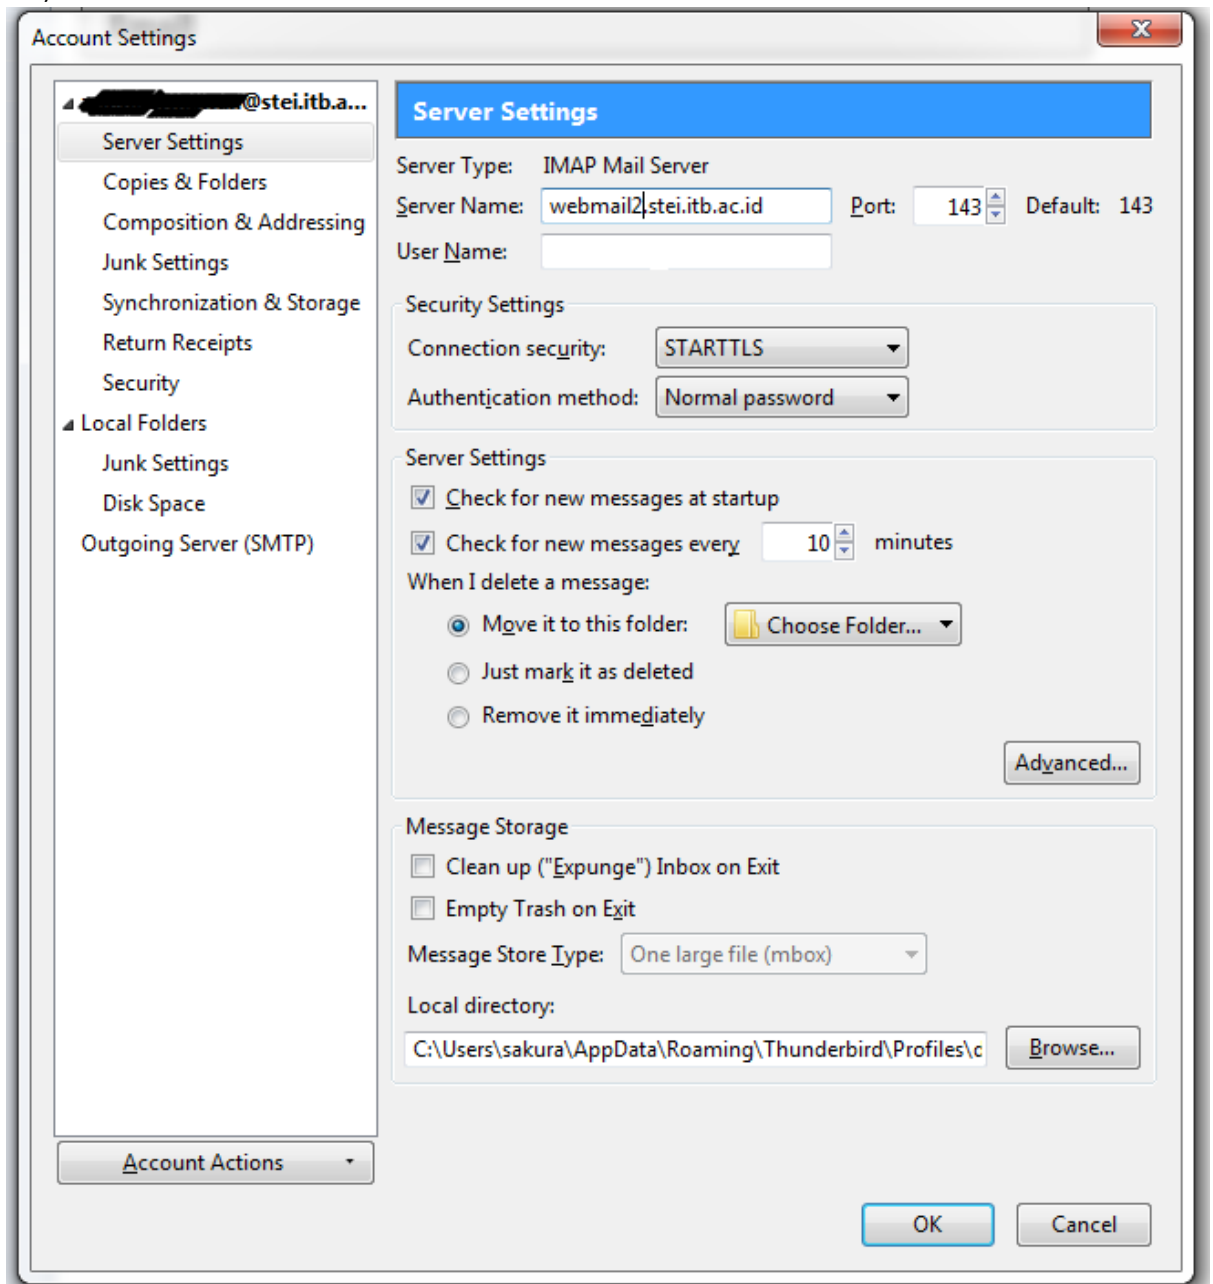 Account Settings
@stei.itb.a...
Server Settings
Copies & Folders
Composition & Addressing
Junk Settings
Synchronization & Storage
Return Receipts
Security
Local Folders
Junk Settings
Disk Space
Outgoing Server (SMTP)
Account Actions
Server Settings
Server Type: IMAP Mail Server
Server Name: webmail2.stei.itb.ac.id Port: 143 Default: 143
User Name:
Security Settings
Connection security: STARTTLS
Authentication method: Normal password
Server Settings
Check for new messages at startup
Check for new messages every 10 minutes
When I delete a message:
Move it to this folder: Choose Folder...
Just mark it as deleted
Remove it immediately
Advanced...
Message Storage
Clean up ("Expunge") Inbox on Exit
Empty Trash on Exit
Message Store Type: One large file (mbox)
Local directory:
C:\Users\sakura\AppData\Roaming\Thunderbird\Profiles\c Browse...
OK Cancel